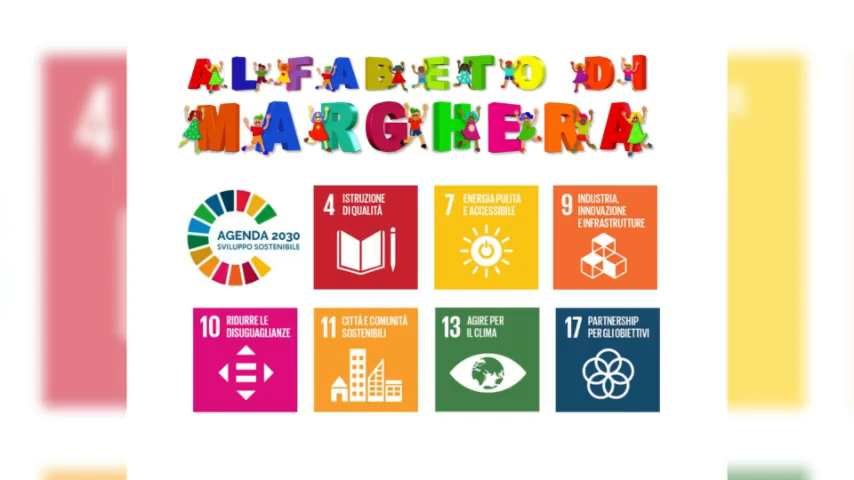 ALFABETO DI
MARGHERA
AGENDA 2030
SVILUPPO SOSTENIBILE
4 ISTRUZIONE
DI QUALITÀ
7 ENERGIA PULITA
E ACCESSIBILE
9 INDUSTRIA,
INNOVAZIONE
E INFRASTRUTTURE
10 RIDURRE LE
DISUGUAGLIANZE
11 CITTÀ E COMUNITÀ
SOSTENIBILI
13 AGIRE PER
IL CLIMA
17 PARTNERSHIP
PER GLI OBIETTIVI
4